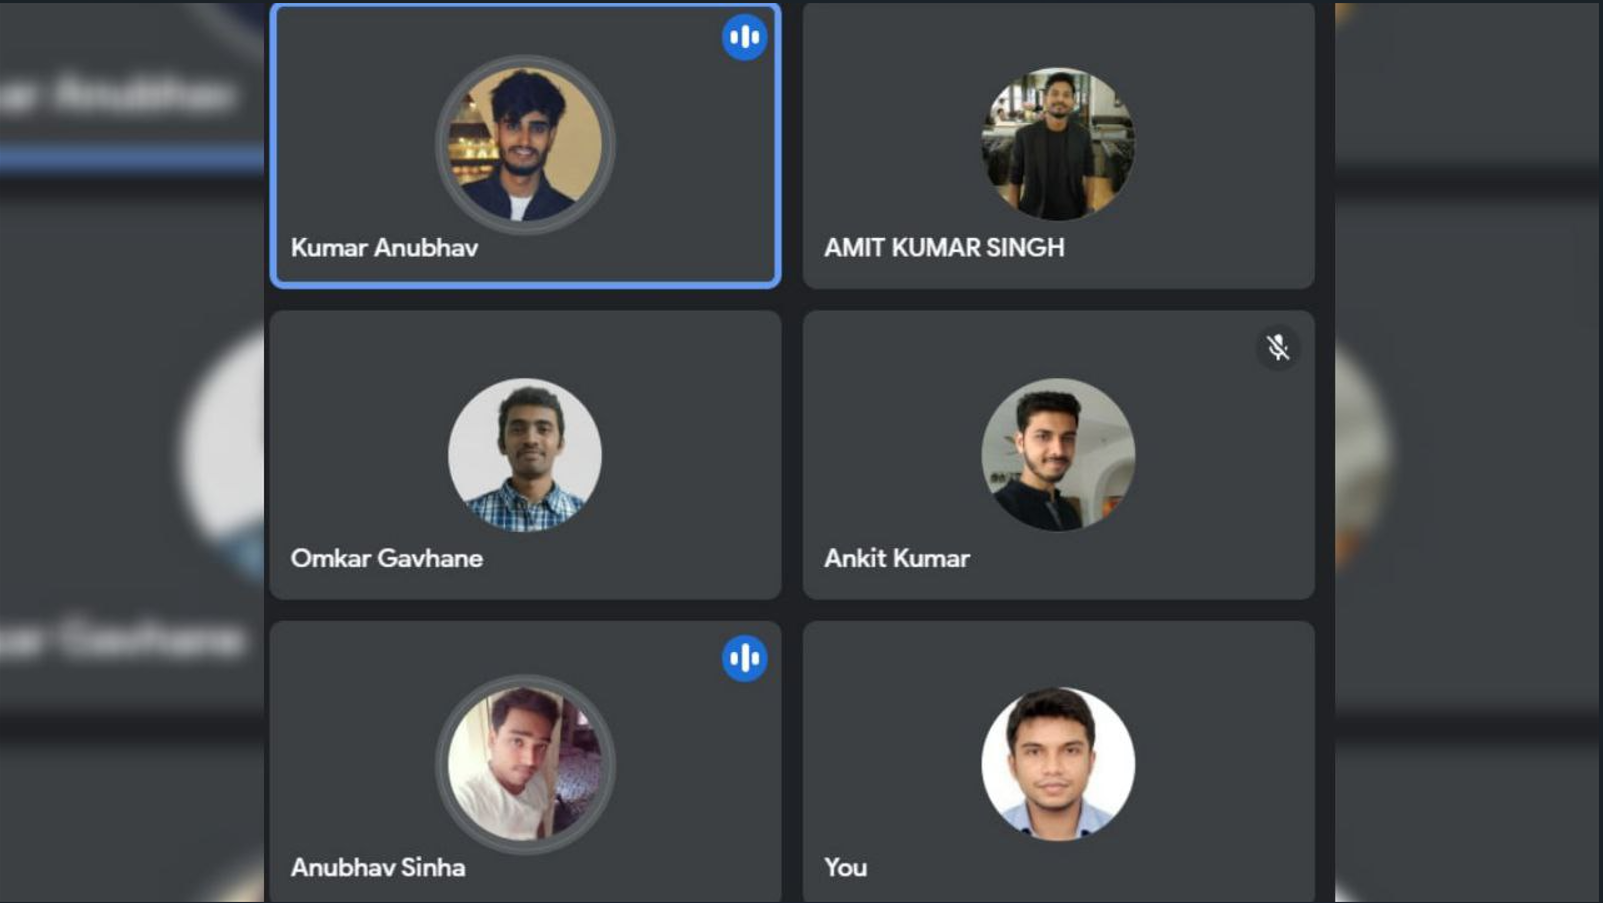 Kumar Anubhav
AMIT KUMAR SINGH
Omkar Gavhane
Ankit Kumar
Anubhav Sinha
You